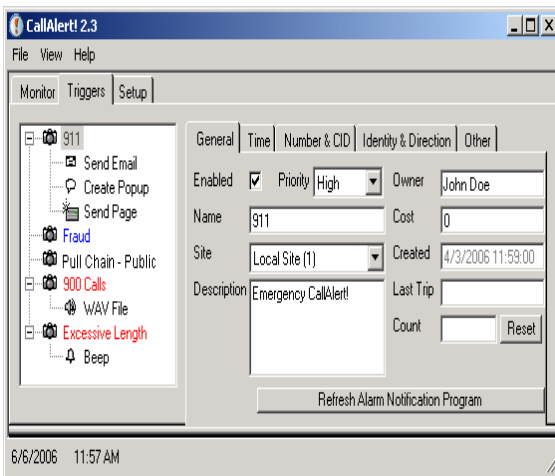 CallAlert! 2.3
File View Help
Monitor Triggers Setup
911
Send Email
Create Popup
Send Page
Fraud
Pull Chain - Public
900 Calls
WAV File
Excessive Length
Beep
General Time Number & CID Identity & Direction Other
Enabled Priority High Owner John Doe
Name 911 Cost 0
Site Local Site (1) Created 4/3/2006 11:59:00
Description Emergency CallAlert! Last Trip
Count Reset
Refresh Alarm Notification Program
6/6/2006 11:57 AM